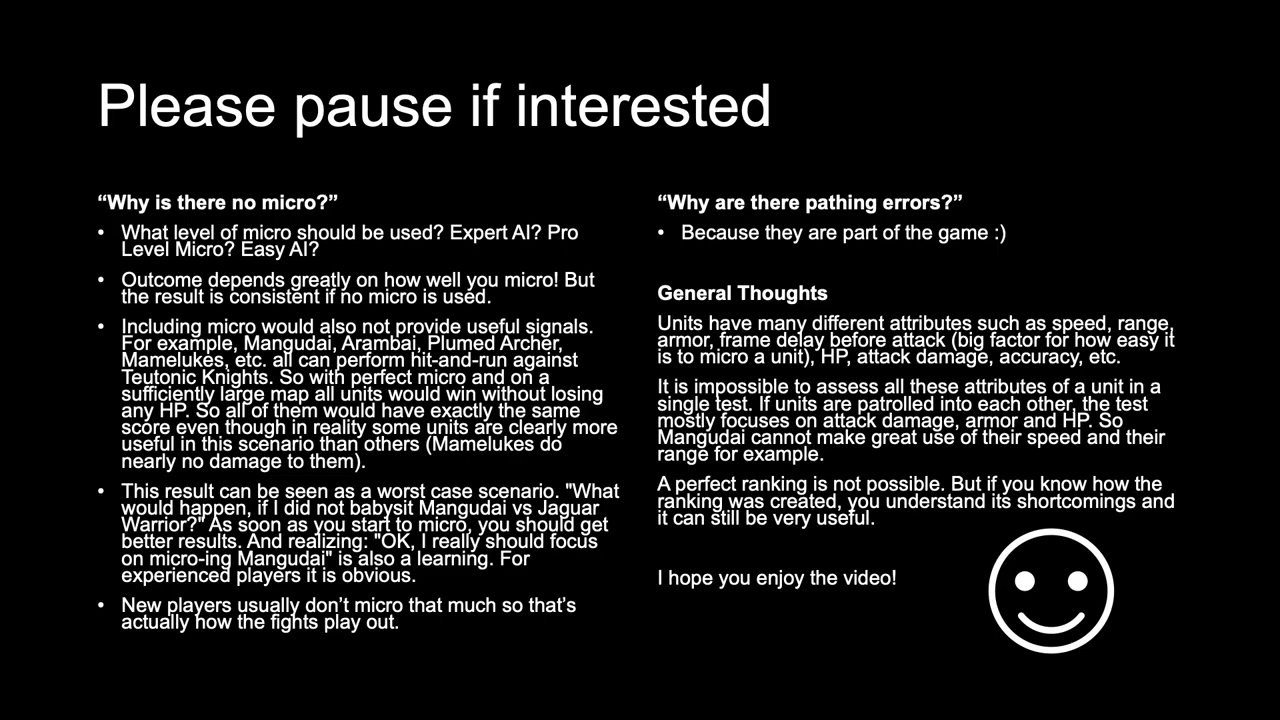 Please pause if interested
“Why is there no micro?”
• What level of micro should be used? Expert AI? Pro
Level Micro? Easy AI?
• Outcome depends greatly on how well you micro! But
the result is consistent if no micro is used.
• Including micro would also not provide useful signals.
For example, Mangudai, Arambai, Plumed Archer,
Mamelukes, etc. all can perform hit-and-run against
Teutonic Knights. So with perfect micro and on a
sufficiently large map all units would win without losing
any HP. So all of them would have exactly the same
score even though in reality some units are clearly more
useful in this scenario than others (Mamelukes do
nearly no damage to them).
• This result can be seen as a worst case scenario. "What
would happen, if I did not babysit Mangudai vs Jaguar
Warrior?" As soon as you start to micro, you should get
better results. And realizing: "OK, I really should focus
on micro-ing Mangudai" is also a learning. For
experienced players it is obvious.
• New players usually don’t micro that much so that’s
actually how the fights play out.
“Why are there pathing errors?”
• Because they are part of the game :)
General Thoughts
Units have many different attributes such as speed, range,
armor, frame delay before attack (big factor for how easy it
is to micro a unit), HP, attack damage, accuracy, etc.
It is impossible to assess all these attributes of a unit in a
single test. If units are patrolled into each other, the test
mostly focuses on attack damage, armor and HP. So
Mangudai cannot make great use of their speed and their
range for example.
A perfect ranking is not possible. But if you know how the
ranking was created, you understand its shortcomings and
it can still be very useful.
I hope you enjoy the video!